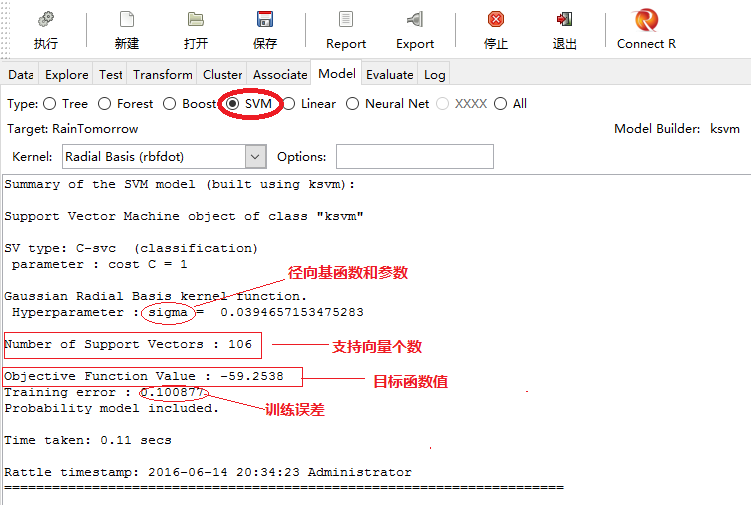 执行 新建 打开 保存 Report Export 停止 退出 Connect R
Data Explore Test Transform Cluster Associate Model Evaluate Log
Type: Tree Forest Boost SVM Linear Neural Net XXXX All
Target: RainTomorrow Model Builder: ksvm
Kernel: Radial Basis (rbfdot) Options:
Summary of the SVM model (built using ksvm):
Support Vector Machine object of class "ksvm"
SV type: C-svc (classification)
parameter : cost C = 1
径向基函数和参数
Gaussian Radial Basis kernel function.
Hyperparameter : sigma = 0.0394657153475283
Number of Support Vectors : 106
支持向量个数
Objective Function Value : -59.2538
目标函数值
Training error : 0.100877
训练误差
Probability model included.
Time taken: 0.11 secs
Rattle timestamp: 2016-06-14 20:34:23 Administrator
======================================================================